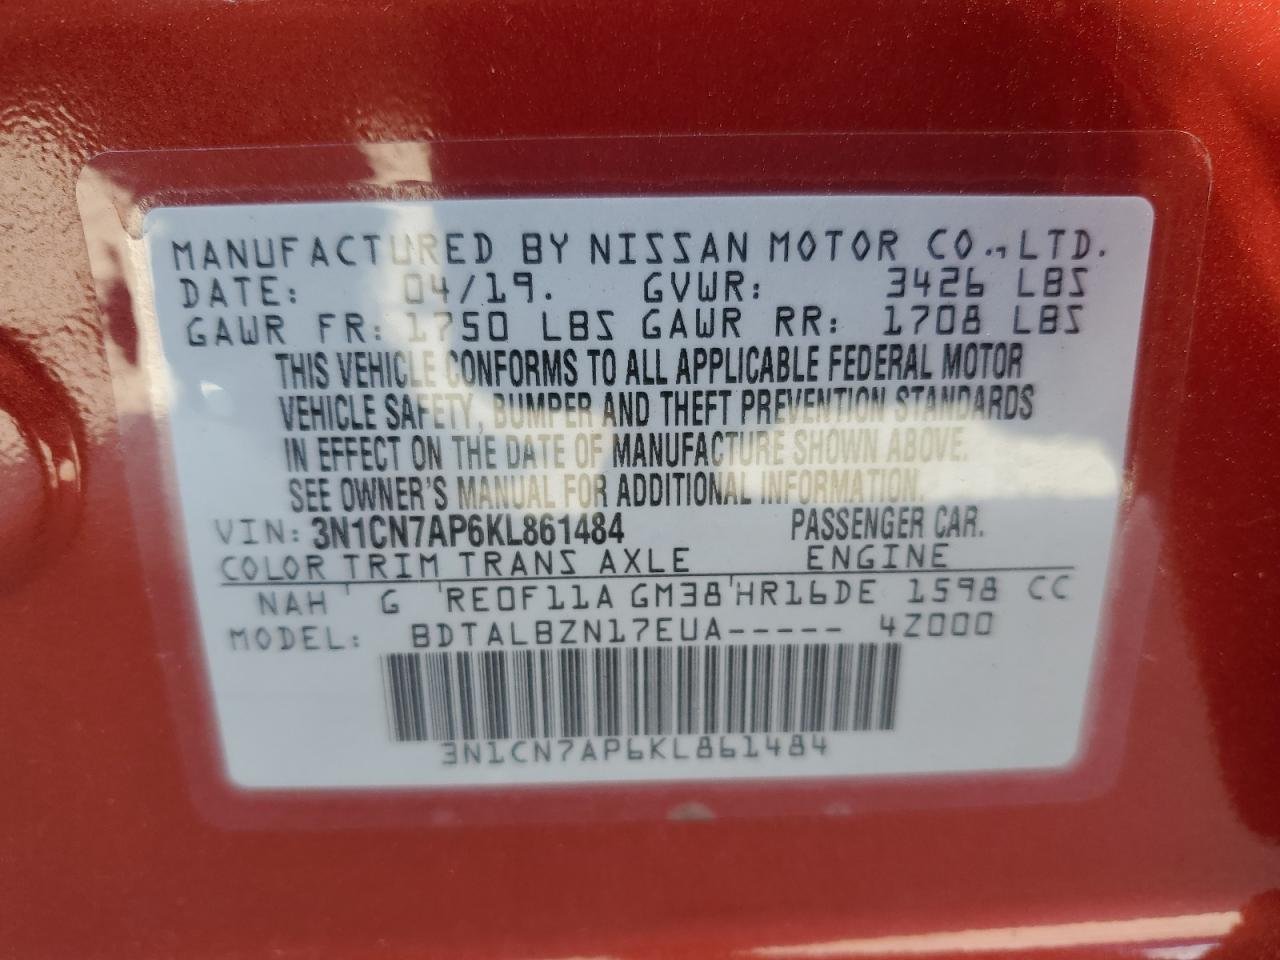 MANUFACTURED BY NISSAN MOTOR CO., LTD.
DATE: 04/19. GVWR: 3426 LBS
GAWR FR: 1750 LBS GAWR RR: 1708 LBS
THIS VEHICLE CONFORMS TO ALL APPLICABLE FEDERAL MOTOR
VEHICLE SAFETY, BUMPER AND THEFT PREVENTION STANDARDS
IN EFFECT ON THE DATE OF MANUFACTURE SHOWN ABOVE.
SEE OWNER'S MANUAL FOR ADDITIONAL INFORMATION.
VIN: 3N1CN7AP6KL861484 PASSENGER CAR.
COLOR TRIM TRANS AXLE ENGINE
NAH ' G 'RE0F11A GM38'HR16DE 1598 CC
MODEL: BDTALBZN17EUA----- 4Z000
3N1CN7AP6KL861484